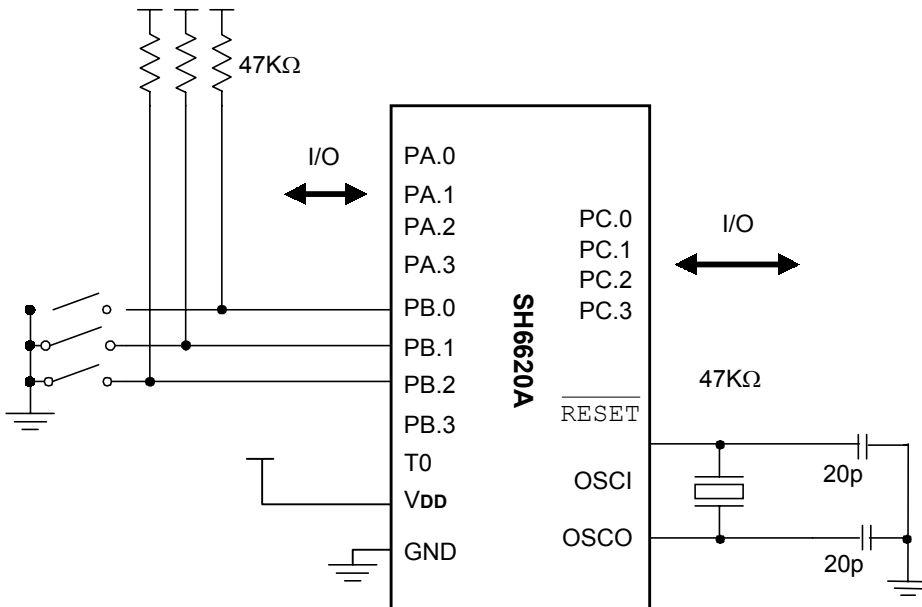 47KΩ
I/O
PA.0
PA.1
PA.2
PA.3
PB.0
PB.1
PB.2
PB.3
T0
VDD
GND
SH6620A
PC.0
PC.1
PC.2
PC.3
I/O
47KΩ
RESET
OSCI
OSCO
20p
20p